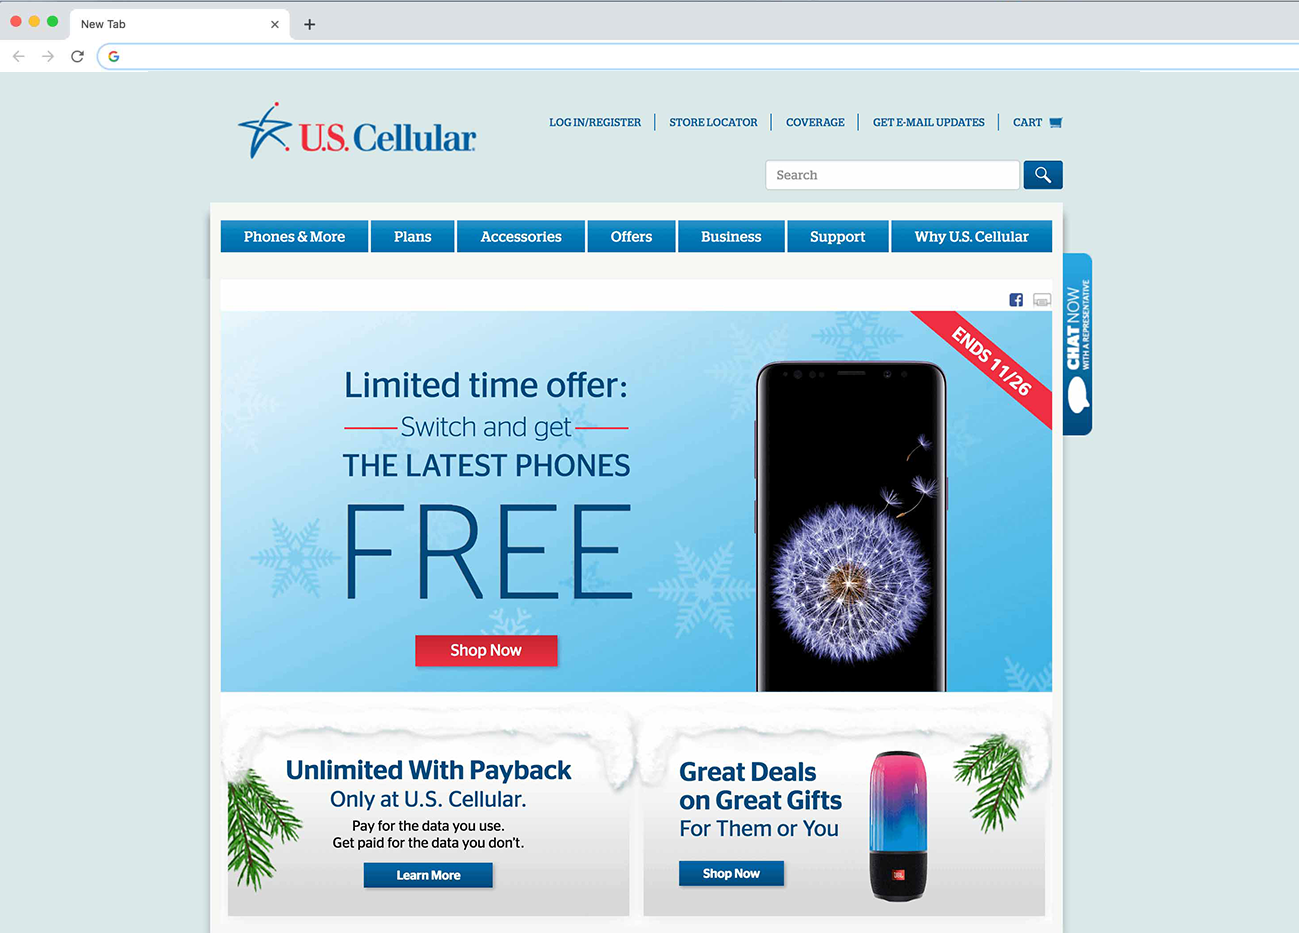 New Tab
U.S. Cellular
LOG IN/REGISTER
STORE LOCATOR
COVERAGE
GET E-MAIL UPDATES
CART
Search
Phones & More
Plans
Accessories
Offers
Business
Support
Why U.S. Cellular
CHAT NOW
WITH A REPRESENTATIVE
ENDS 11/26
Limited time offer:
Switch and get
THE LATEST PHONES
FREE
Shop Now
Unlimited With Payback
Only at U.S. Cellular.
Pay for the data you use.
Get paid for the data you don't.
Learn More
Great Deals
on Great Gifts
For Them or You
Shop Now
JBL